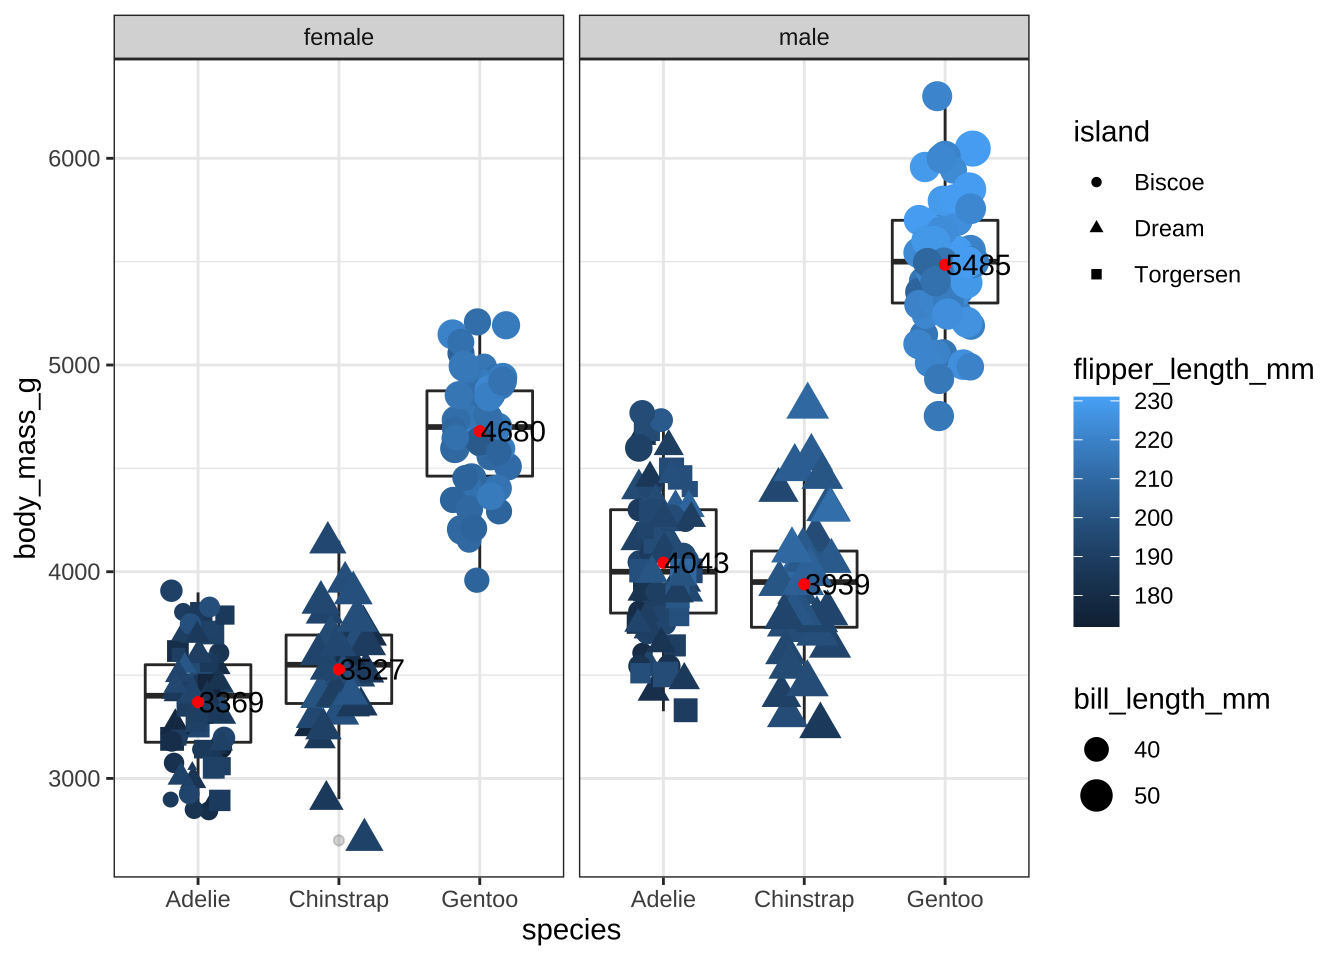 female
male
6000
5000
4000
3000
body_mass_g
5485
4680
4043
3939
3527
3369
Adelie
Chinstrap
Gentoo
Adelie
Chinstrap
Gentoo
species
island
Biscoe
Dream
Torgersen
flipper_length_mm
230
220
210
200
190
180
bill_length_mm
40
50